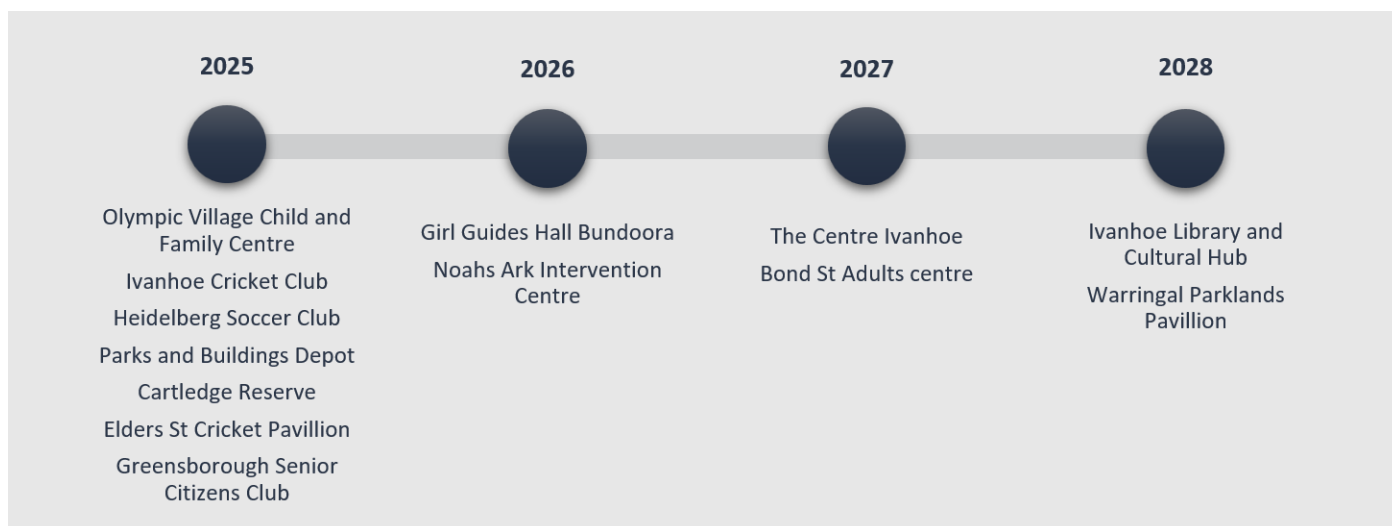 2025
Olympic Village Child and
Family Centre
Ivanhoe Cricket Club
Heidelberg Soccer Club
Parks and Buildings Depot
Cartledge Reserve
Elders St Cricket Pavillion
Greensborough Senior
Citizens Club
2026
Girl Guides Hall Bundoora
Noahs Ark Intervention
Centre
2027
The Centre Ivanhoe
Bond St Adults centre
2028
Ivanhoe Library and
Cultural Hub
Warringal Parklands
Pavillion